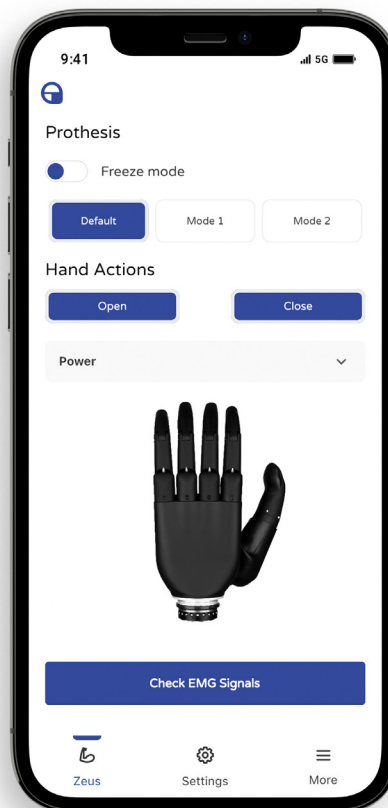 9:41
5G
Prothesis
Freeze mode
Default Mode 1 Mode 2
Hand Actions
Open Close
Power
Check EMG Signals
Zeus Settings More